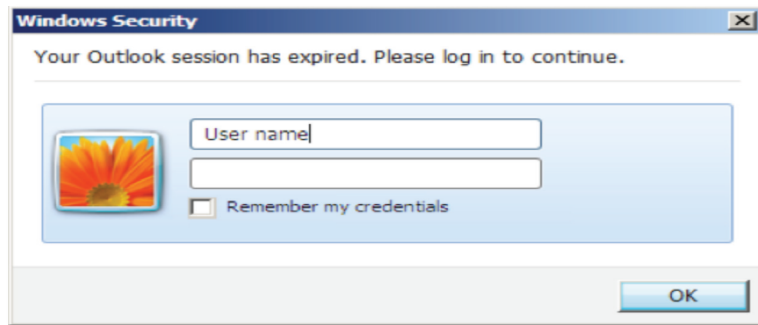 Windows Security
Your Outlook session has expired. Please log in to continue.
User name
Remember my credentials
OK